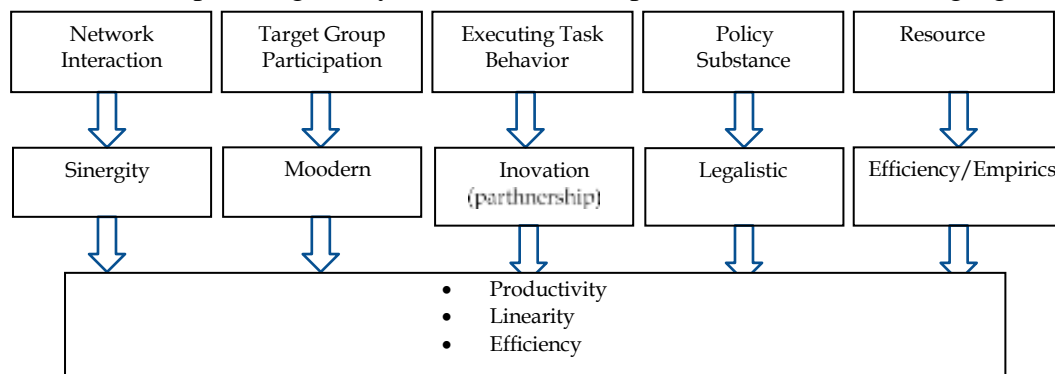 Network
Interaction
Target Group
Participation
Executing Task
Behavior
Policy
Substance
Resource
Sinergity
Moodern
Inovation
(parthnership)
Legalistic
Efficiency/Empirics
• Productivity
• Linearity
• Efficiency